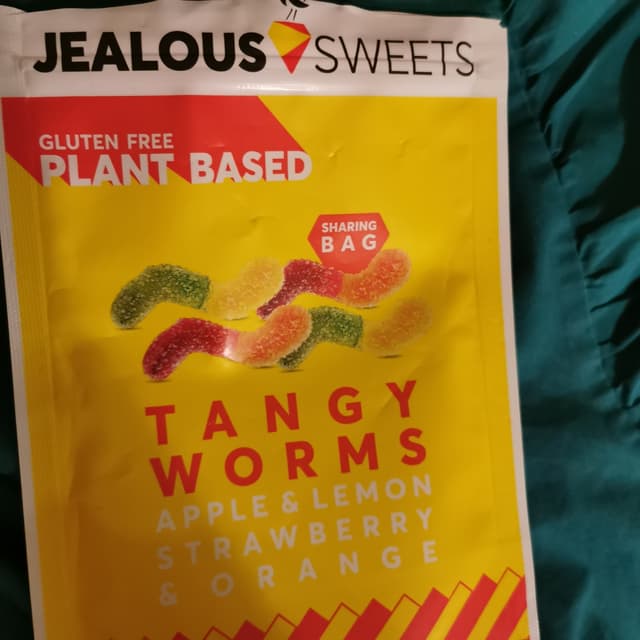 JEALOUS SWEETS
GLUTEN FREE
PLANT BASED
SHARING
BAG
TANGY
WORMS
APPLE & LEMON
STRAWBERRY
& ORANGE